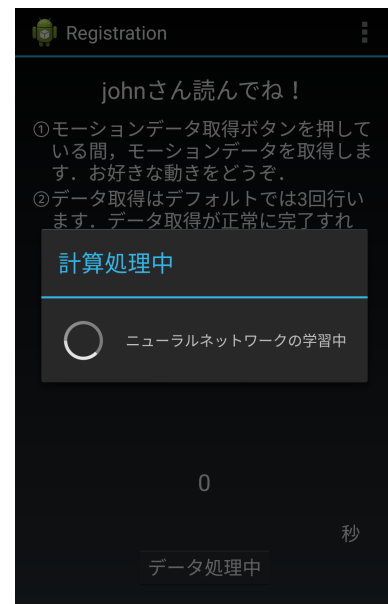 Registration
johnさん読んでね！
①モーションデータ取得ボタンを押して
いる間，モーションデータを取得しま
す．お好きな動きをどうぞ．
②データ取得はデフォルトでは3回行い
ます．データ取得が正常に完了すれ
計算処理中
ニューラルネットワークの学習中
0
秒
データ処理中